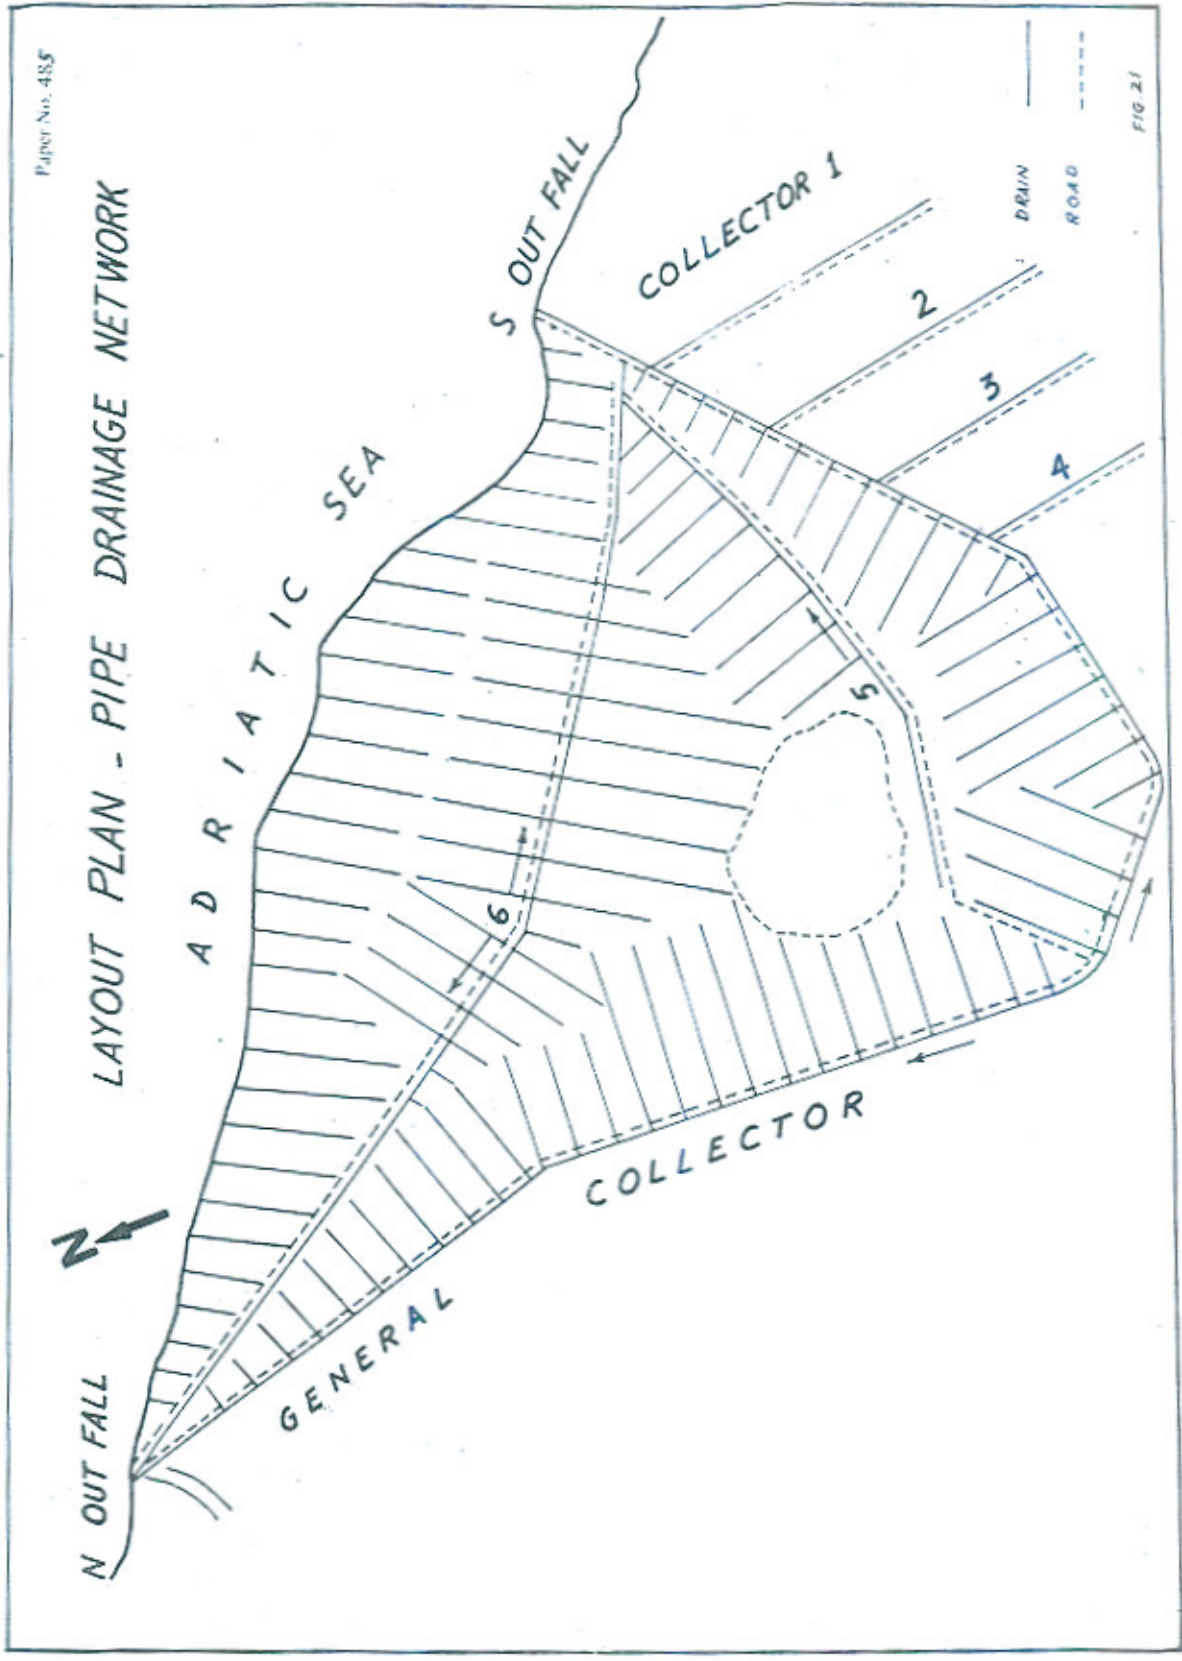 Paper No. 485
LAYOUT PLAN - PIPE DRAINAGE NETWORK
N OUT FALL
N
ADRIATIC SEA
S OUT FALL
GENERAL COLLECTOR
COLLECTOR 1
2
3
4
5
6
DRAIN
ROAD
FIG. 21